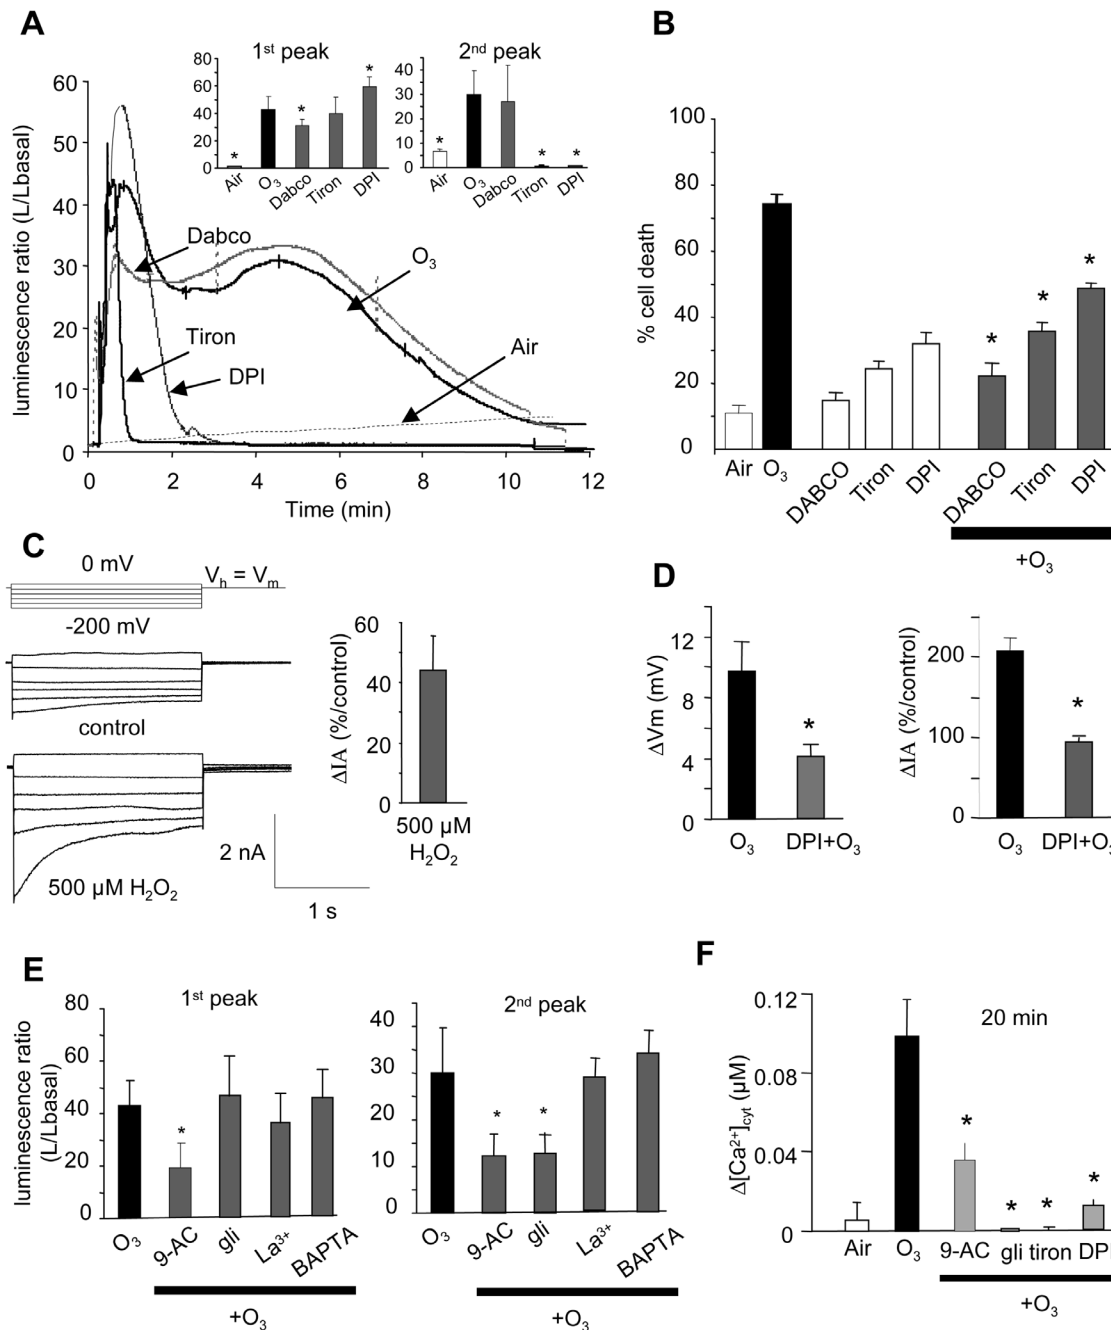 A
1st peak
2nd peak
80
60
40
20
0
Air
O3
Dabco
Tiron
DPI
40
30
20
10
0
Air
O3
Dabco
Tiron
DPI
* * *
* * *
luminescence ratio (L/Lbasal)
60
50
40
30
20
10
0
Dabco
O3
Tiron
DPI
Air
0 2 4 6 8 10 12
Time (min)
B
% cell death
100
80
60
40
20
0
* * *
Air
O3
DABCO
Tiron
DPI
DABCO
Tiron
DPI
+O3
C
0 mV
Vh = Vm
-200 mV
control
500 µM H2O2
2 nA
1 s
ΔIA (%/control)
60
40
20
0
500 µM
H2O2
D
ΔVm (mV)
12
8
4
0
*
O3 DPI+O3
ΔIA (%/control)
200
100
0
*
O3 DPI+O3
E
luminescence ratio
(L/Lbasal)
1st peak
80
60
40
20
0
*
O3
9-AC
gli
La3+
BAPTA
+O3
2nd peak
40
30
20
10
0
* *
O3
9-AC
gli
La3+
BAPTA
+O3
F
20 min
Δ[Ca2+]cyt (µM)
0.12
0.08
0.04
0
* * * *
Air O3 9-AC gli tiron DPI
+O3